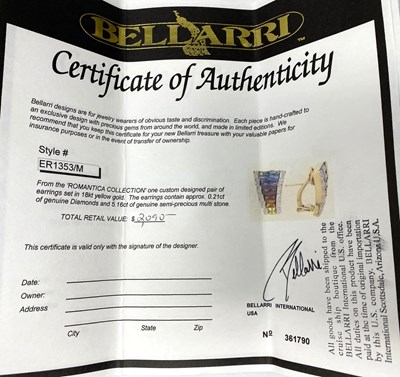 BELLARRI
TM
Certificate of Authenticity
Bellarri designs are for jewelry wearers of obvious taste and discrimination. Each piece is hand-crafted to
an exclusive design with precious gems from around the world, and made in limited editions. We
recommend that you keep this certificate for your new Bellarri treasure with your valuable papers for
insurance purposes or in the event of transfer of ownership.
Style #
ER1353/M
From the 'ROMANTICA COLLECTION' one custom designed pair of
earrings set in 18kt yellow gold. The earrings contain approx. 0.21ct
of genuine Diamonds and 5.16ct of genuine semi-precious multi stone.
TOTAL RETAIL VALUE: $
This certificate is valid only with the signature of the designer.
Date:
Owner:
Address:
City State Zip
Bellarri
BELLARRI INTERNATIONAL
USA
Nº 361790
All goods have been shipped to the
cruise ship boutique from the
BELLARRI International U.S. office.
All duties on this product have been
paid at the time of original importation
by this U.S. company, BELLARRI
International Scottsdale, Arizona U.S.A.